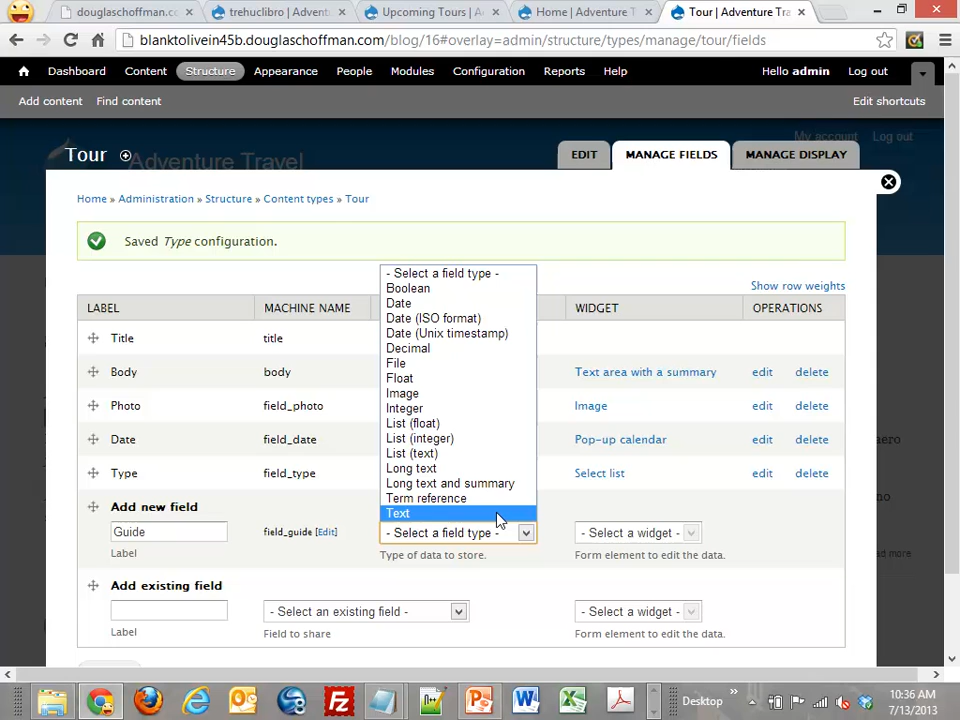 douglaschoffman.co
trehuclibro | Advent
Upcoming Tours | A
Home | Adventure T
Tour | Adventure Tra
blanktolivein45b.douglaschoffman.com/blog/16#overlay=admin/structure/types/manage/tour/fields
Dashboard Content Structure Appearance People Modules Configuration Reports Help Hello admin Log out
Add content Find content Edit shortcuts
My account Log out
Tour
Adventure Travel
EDIT MANAGE FIELDS MANAGE DISPLAY
Home » Administration » Structure » Content types » Tour
Saved Type configuration.
Show row weights
LABEL MACHINE NAME WIDGET OPERATIONS
Title title
Body body Text area with a summary edit delete
Photo field_photo Image edit delete
Date field_date Pop-up calendar edit delete
Type field_type Select list edit delete
- Select a field type -
Boolean
Date
Date (ISO format)
Date (Unix timestamp)
Decimal
File
Float
Image
Integer
List (float)
List (integer)
List (text)
Long text
Long text and summary
Term reference
Text
Add new field
Guide field_guide [Edit] - Select a field type - - Select a widget -
Label Type of data to store. Form element to edit the data.
Add existing field
- Select an existing field - - Select a widget -
Label Field to share Form element to edit the data.
Desktop
10:36 AM
7/13/2013